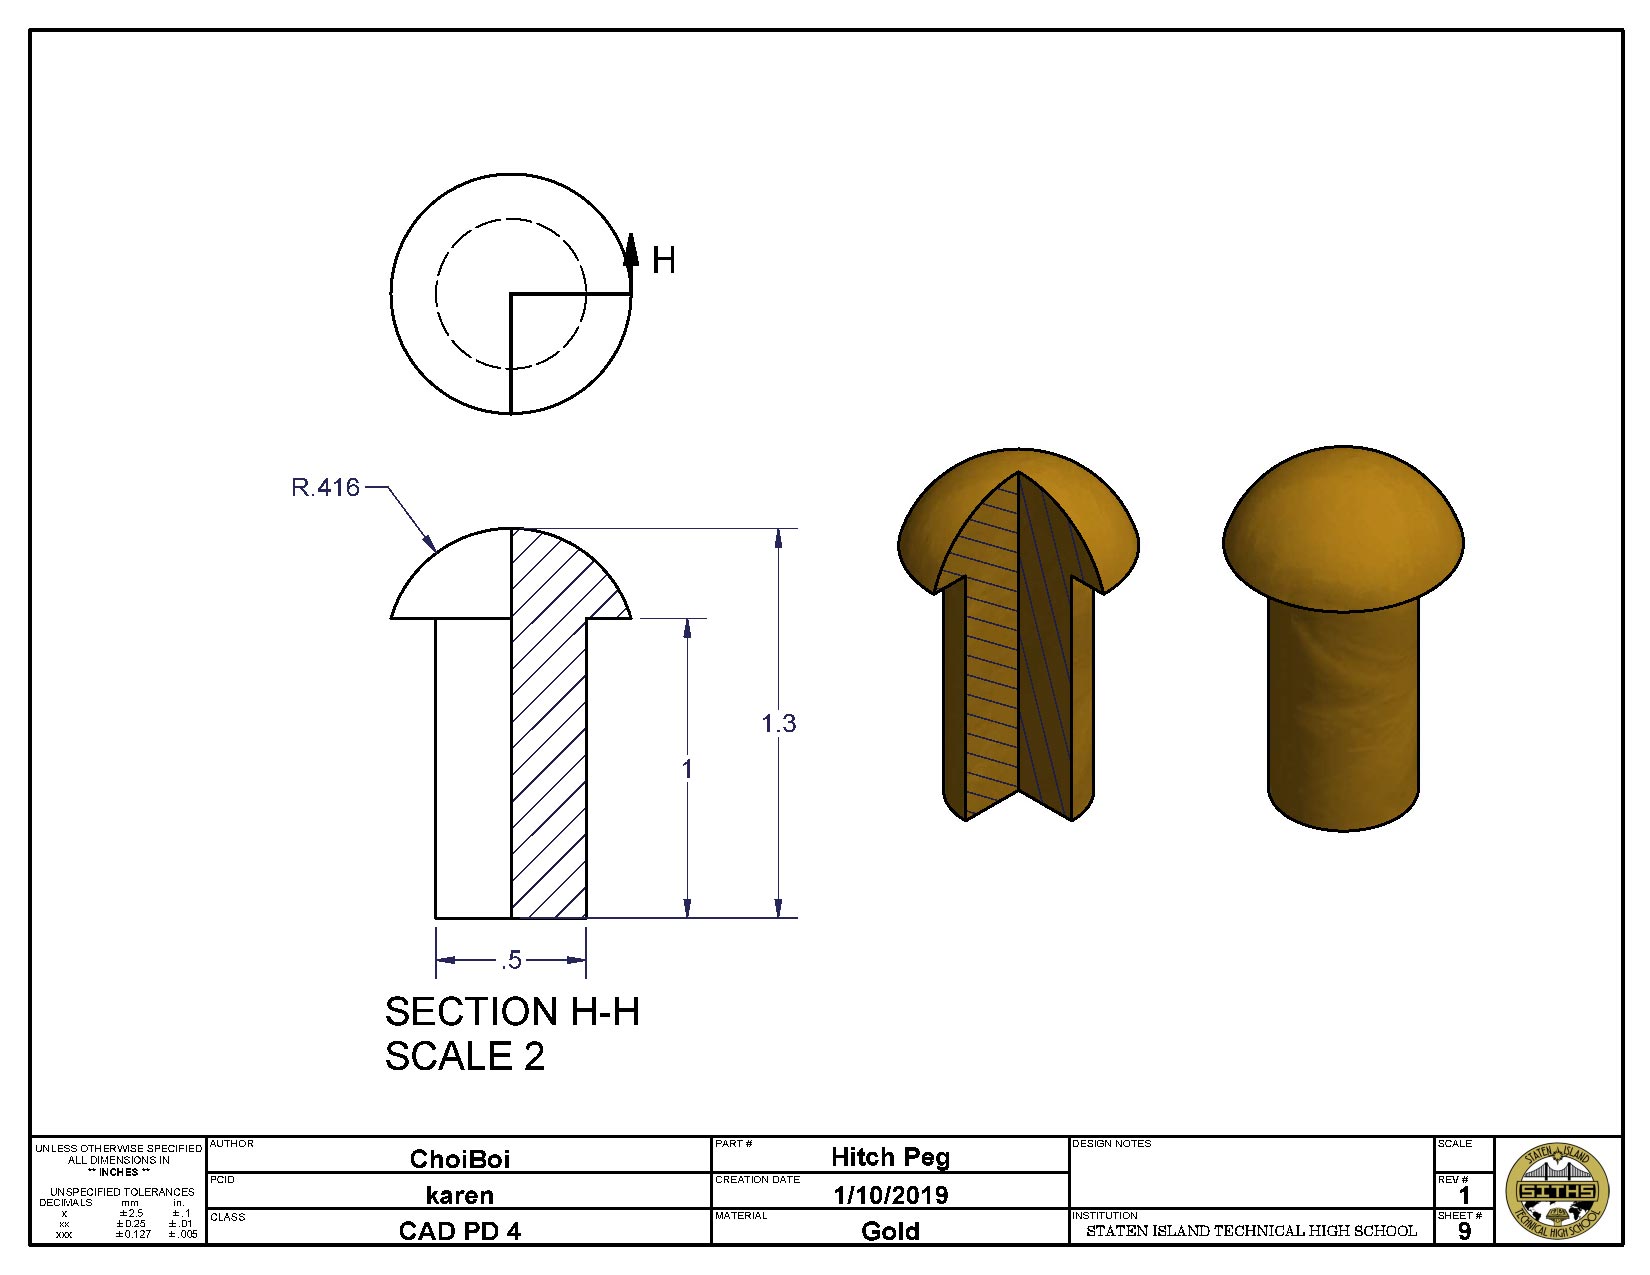 H
R.416
1.3
1
.5
SECTION H-H
SCALE 2
UNLESS OTHERWISE SPECIFIED
ALL DIMENSIONS IN
** INCHES **
UNSPECIFIED TOLERANCES
DECIMALS mm in.
x ±2.5 ±.1
xx ±0.25 ±.01
xxx ±0.127 ±.005
AUTHOR
ChoiBoi
PCID
karen
CLASS
CAD PD 4
PART #
Hitch Peg
CREATION DATE
1/10/2019
MATERIAL
Gold
DESIGN NOTES
INSTITUTION
STATEN ISLAND TECHNICAL HIGH SCHOOL
SCALE
REV #
1
SHEET #
9
STATEN ISLAND
SITHS
TECHNICAL HIGH SCHOOL